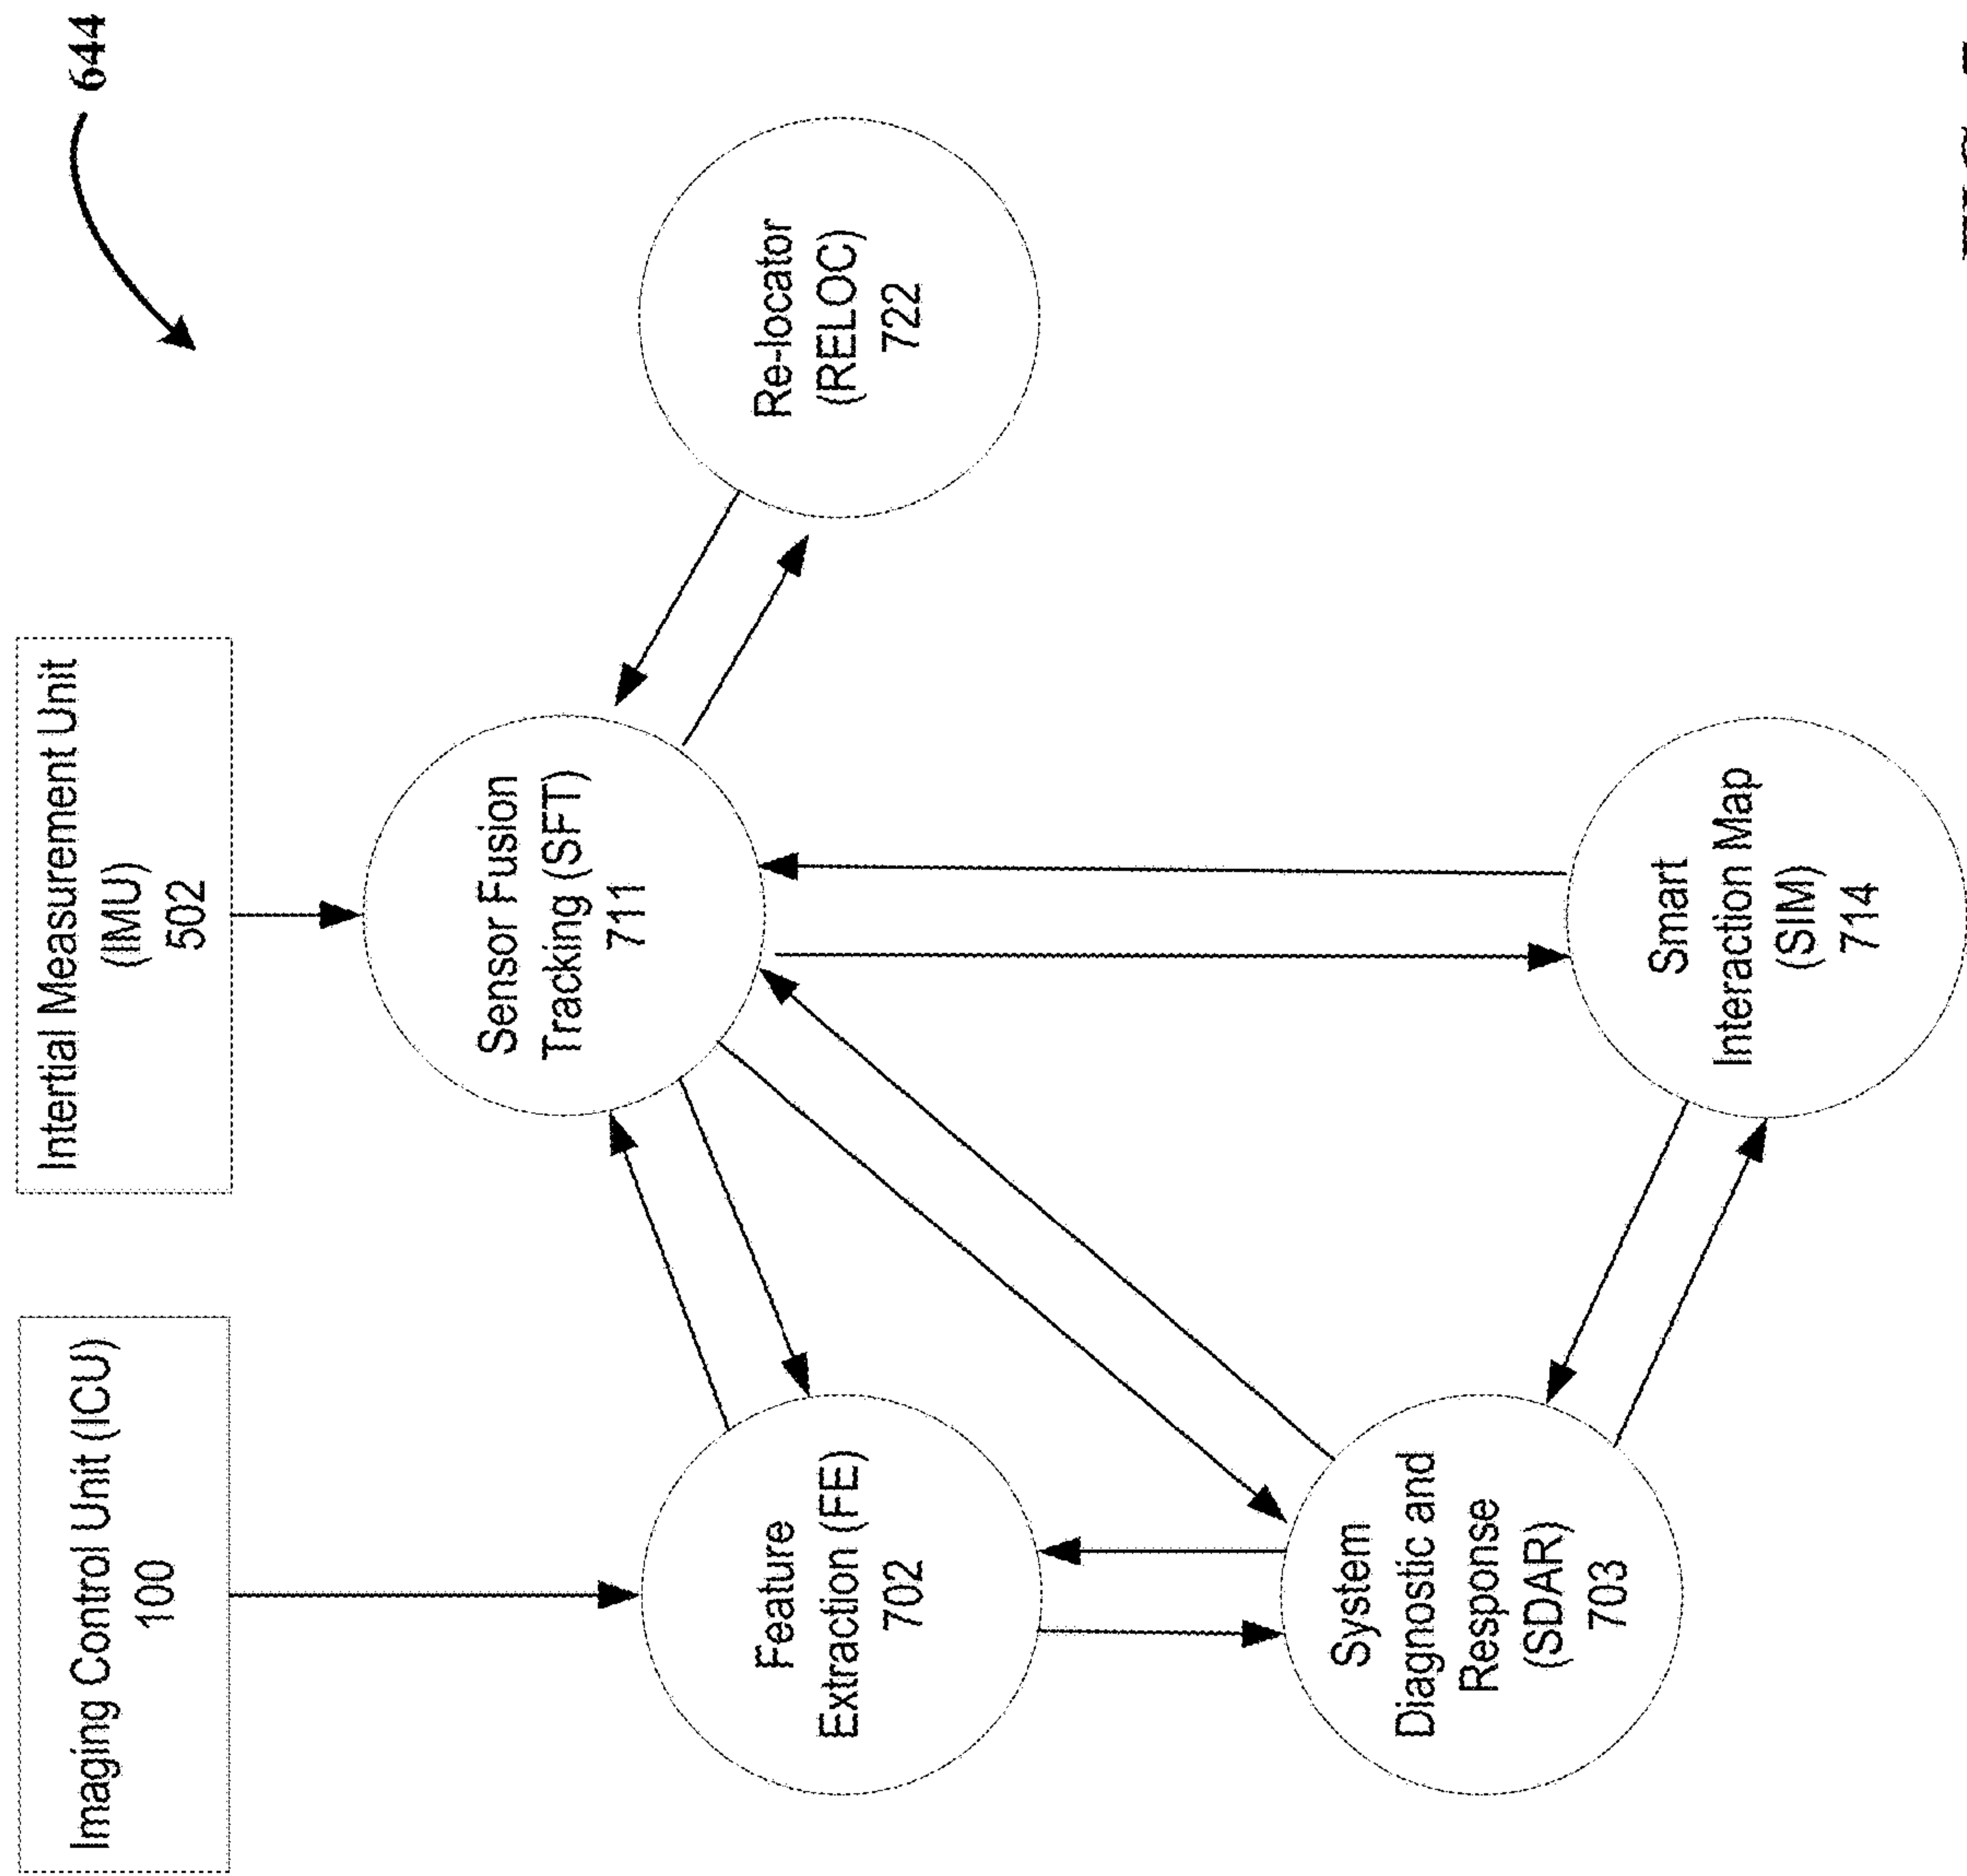 644
Imaging Control Unit (ICU)
100
Intertial Measurement Unit
(IMU)
502
Feature
Extraction (FE)
702
Sensor Fusion
Tracking (SFT)
711
Re-locator
(RELOC)
722
System
Diagnostic and
Response
(SDAR)
703
Smart
Interaction Map
(SIM)
714